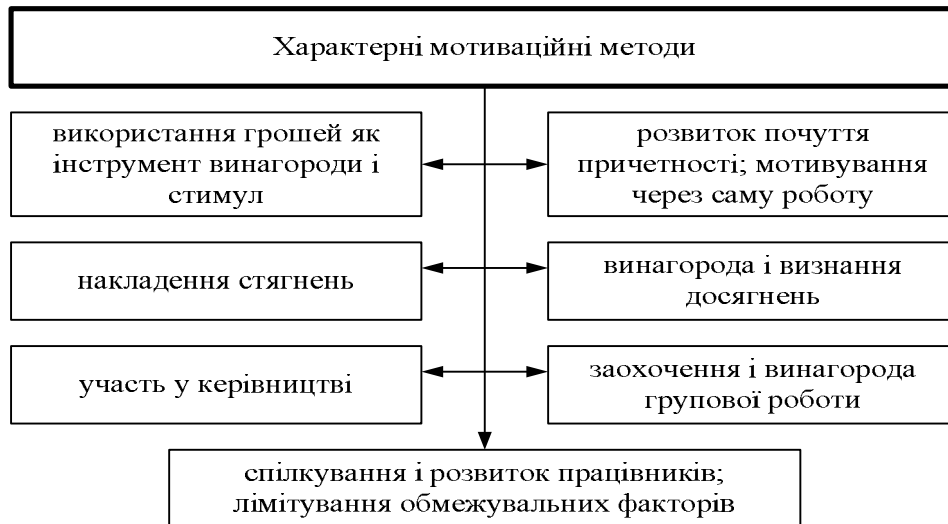 Характерні мотиваційні методи
використання грошей як
інструмент винагороди і
стимул
розвиток почуття
причетності; мотивування
через саму роботу
накладення стягнень
винагорода і визнання
досягнень
участь у керівництві
заохочення і винагорода
групової роботи
спілкування і розвиток працівників;
лімітування обмежувальних факторів